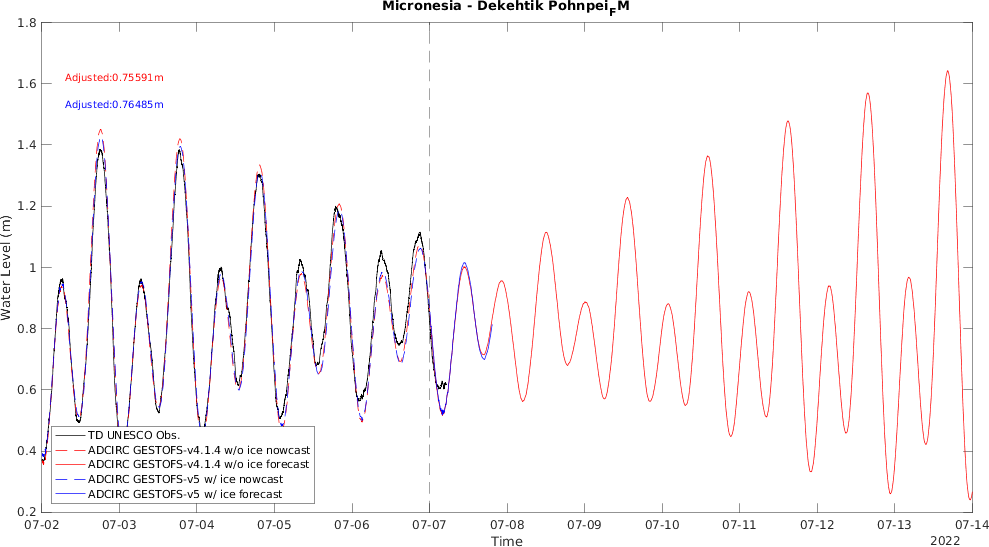 Micronesia - Dekehtik Pohnpei_FM
1.8
1.6
1.4
1.2
1
0.8
0.6
0.4
0.2
Water Level (m)
Adjusted:0.75591m
Adjusted:0.76485m
TD UNESCO Obs.
ADCIRC GESTOFS-v4.1.4 w/o ice nowcast
ADCIRC GESTOFS-v4.1.4 w/o ice forecast
ADCIRC GESTOFS-v5 w/ ice nowcast
ADCIRC GESTOFS-v5 w/ ice forecast
07-02 07-03 07-04 07-05 07-06 07-07 07-08 07-09 07-10 07-11 07-12 07-13 07-14
Time
2022